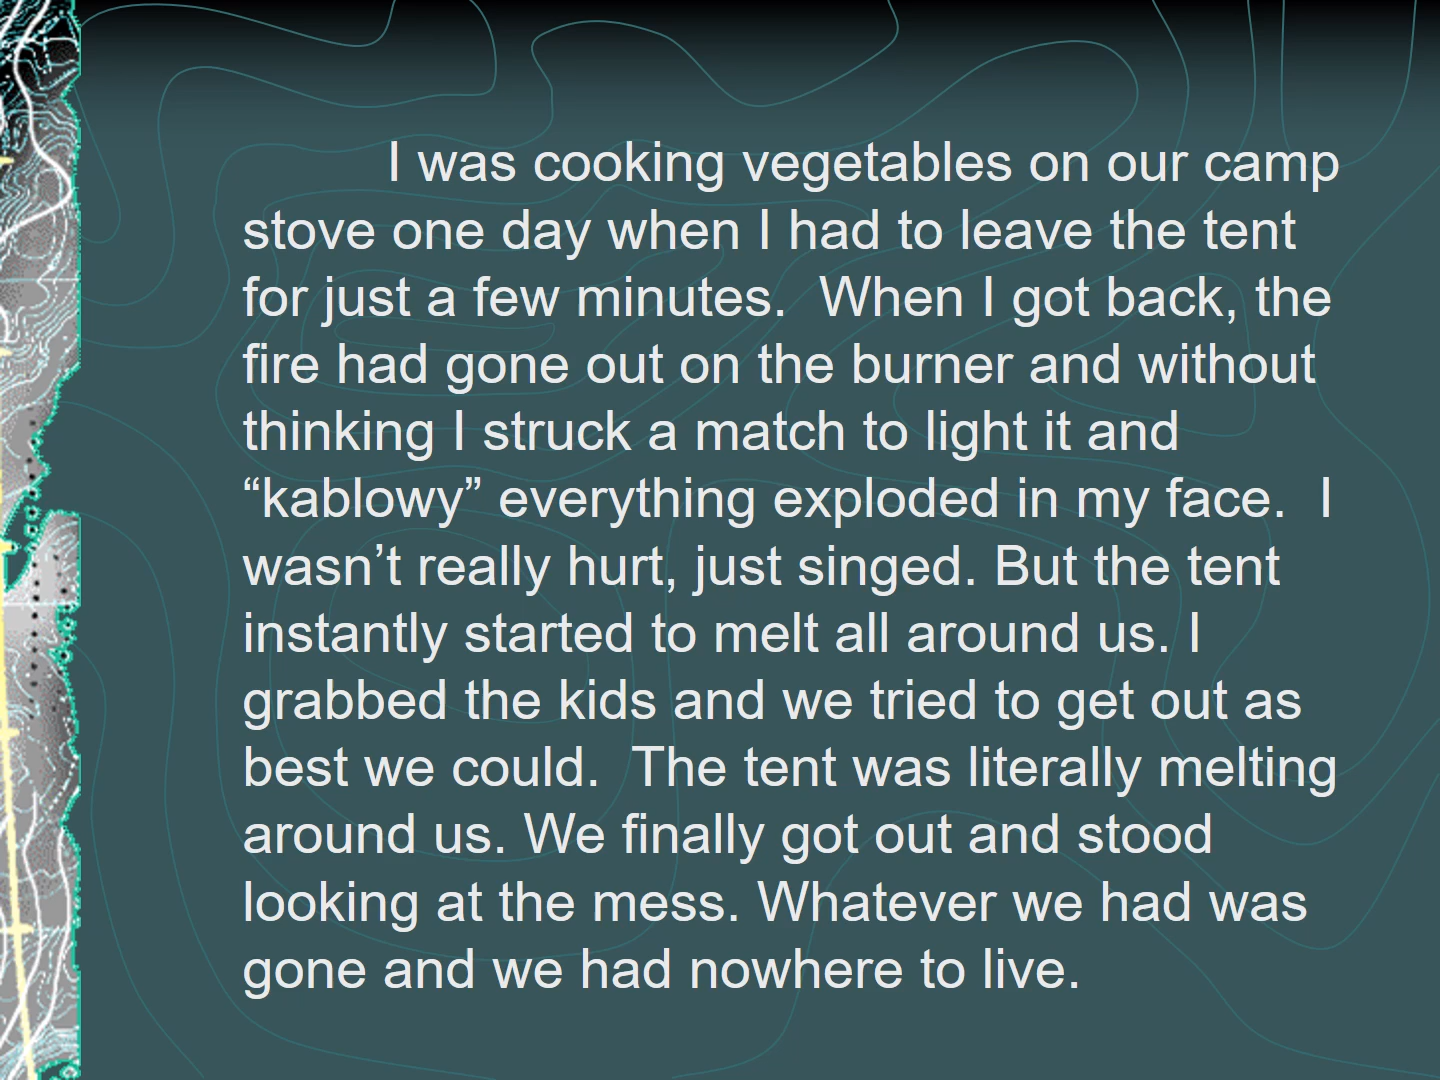 I was cooking vegetables on our camp
stove one day when I had to leave the tent
for just a few minutes.  When I got back, the
fire had gone out on the burner and without
thinking I struck a match to light it and
“kablowy” everything exploded in my face.  I
wasn’t really hurt, just singed. But the tent
instantly started to melt all around us. I
grabbed the kids and we tried to get out as
best we could.  The tent was literally melting
around us. We finally got out and stood
looking at the mess. Whatever we had was
gone and we had nowhere to live.